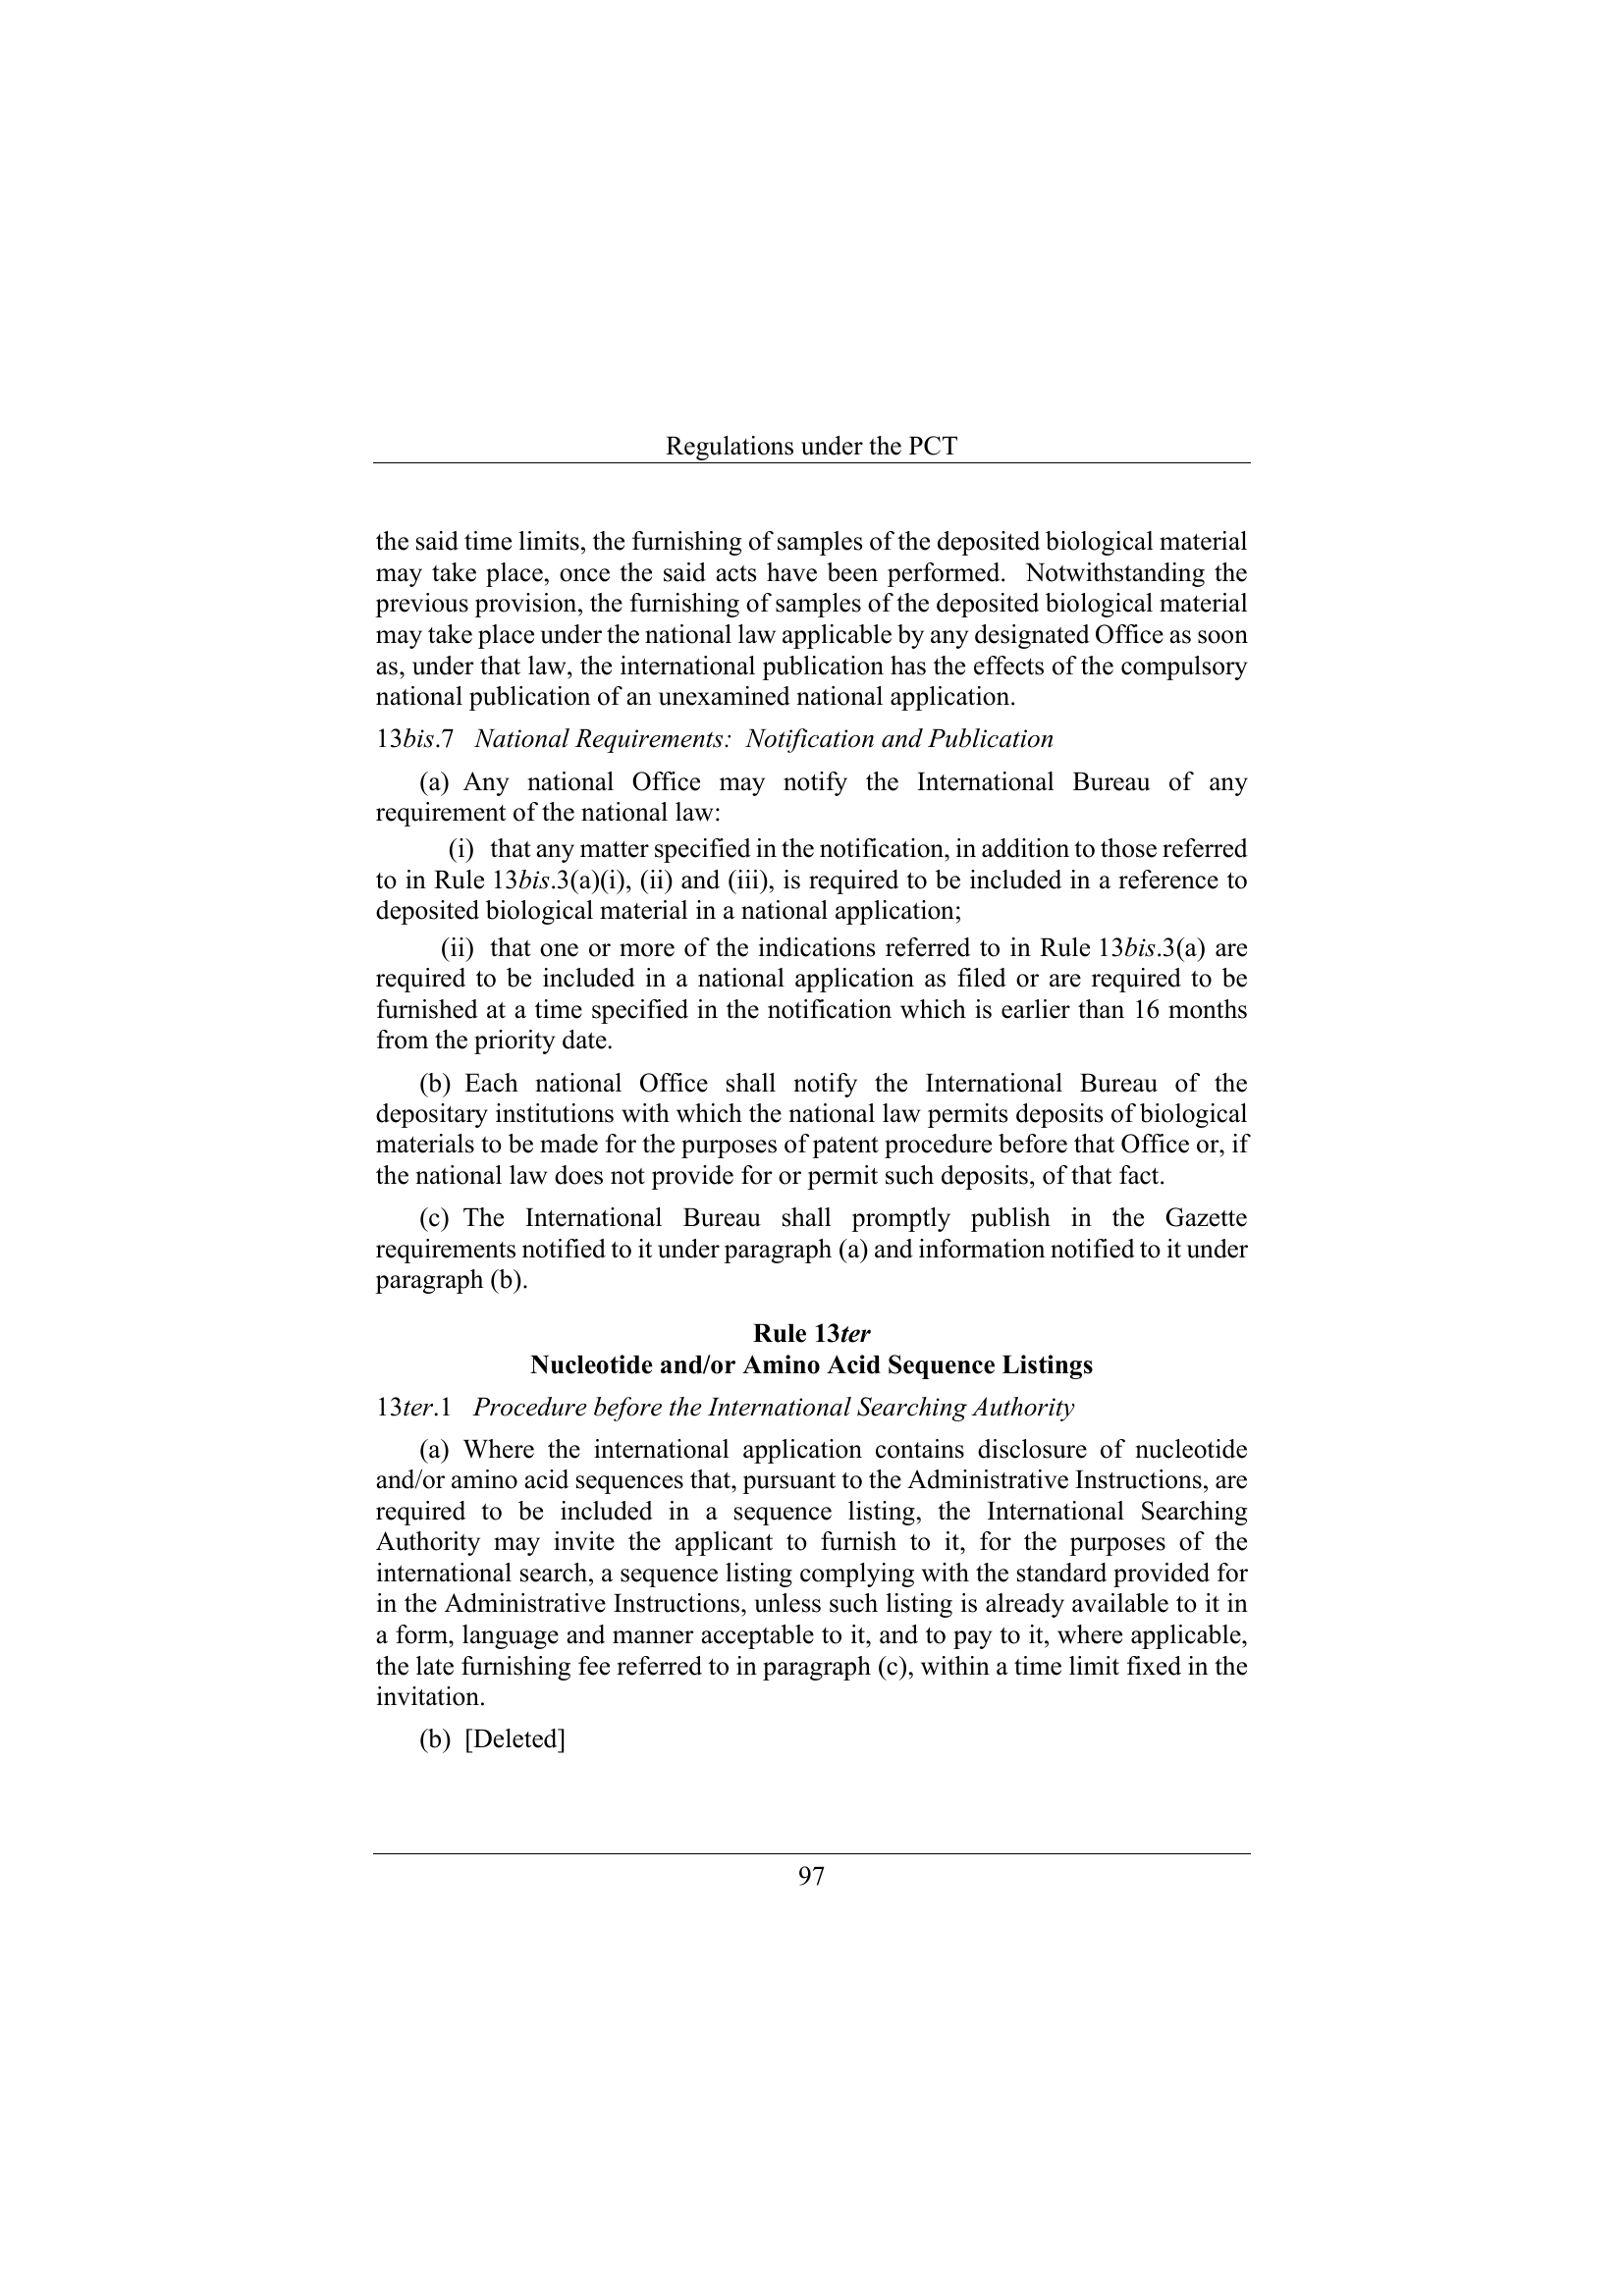 Regulations under the PCT
the said time limits, the furnishing of samples of the deposited biological material
may take place, once the said acts have been performed. Notwithstanding the
previous provision, the furnishing of samples of the deposited biological material
may take place under the national law applicable by any designated Office as soon
as, under that law, the international publication has the effects of the compulsory
national publication of an unexamined national application.
13bis.7 National Requirements: Notification and Publication
(a) Any national Office may notify the International Bureau of any
requirement of the national law:
(i) that any matter specified in the notification, in addition to those referred
to in Rule 13bis.3(a)(i), (ii) and (iii), is required to be included in a reference to
deposited biological material in a national application;
(ii) that one or more of the indications referred to in Rule 13bis.3(a) are
required to be included in a national application as filed or are required to be
furnished at a time specified in the notification which is earlier than 16 months
from the priority date.
(b) Each national Office shall notify the International Bureau of the
depositary institutions with which the national law permits deposits of biological
materials to be made for the purposes of patent procedure before that Office or, if
the national law does not provide for or permit such deposits, of that fact.
(c) The International Bureau shall promptly publish in the Gazette
requirements notified to it under paragraph (a) and information notified to it under
paragraph (b).
Rule 13ter
Nucleotide and/or Amino Acid Sequence Listings
13ter.1 Procedure before the International Searching Authority
(a) Where the international application contains disclosure of nucleotide
and/or amino acid sequences that, pursuant to the Administrative Instructions, are
required to be included in a sequence listing, the International Searching
Authority may invite the applicant to furnish to it, for the purposes of the
international search, a sequence listing complying with the standard provided for
in the Administrative Instructions, unless such listing is already available to it in
a form, language and manner acceptable to it, and to pay to it, where applicable,
the late furnishing fee referred to in paragraph (c), within a time limit fixed in the
invitation.
(b) [Deleted]
97